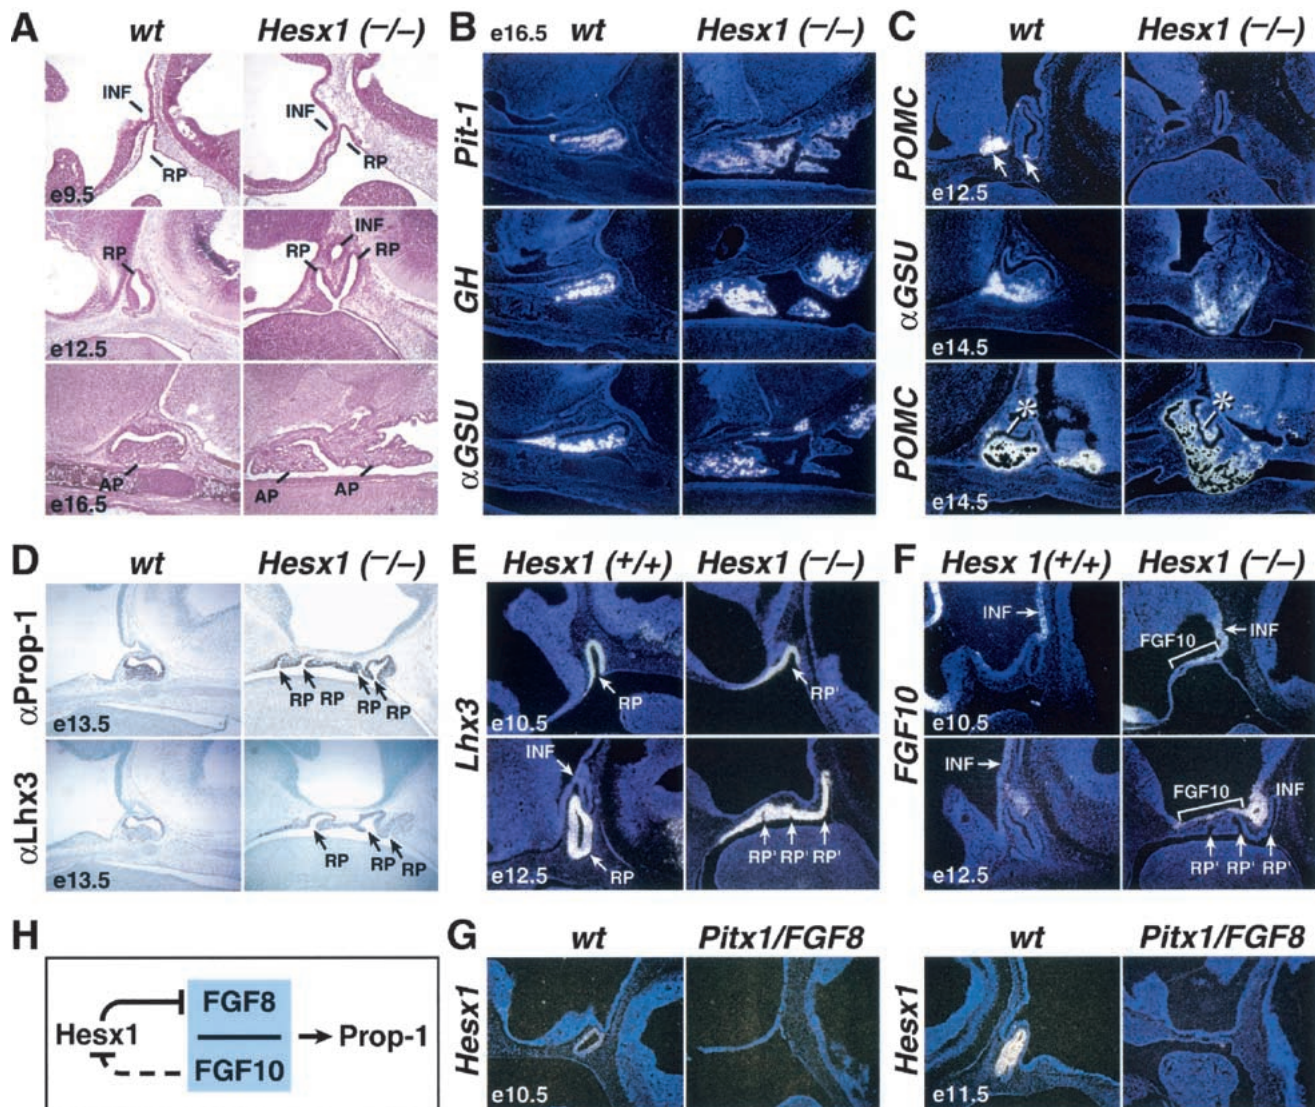 A
wt
Hesx1 (−/−)
INF
RP
e9.5
INF
RP
RP
e12.5
RP
INF
RP
AP
e16.5
AP
AP
B
e16.5
wt
Hesx1 (−/−)
Pit-1
GH
αGSU
C
wt
Hesx1 (−/−)
POMC
e12.5
αGSU
e14.5
POMC
*
*
e14.5
D
wt
Hesx1 (−/−)
αProp-1
e13.5
RP RP RP RP
αLhx3
e13.5
RP RP RP
E
Hesx1 (+/+)
Hesx1 (−/−)
Lhx3
RP
e10.5
RP'
INF
RP
e12.5
RP' RP' RP'
F
Hesx 1(+/+)
Hesx1 (−/−)
FGF10
INF
e10.5
FGF10
INF
INF
e12.5
FGF10
INF
RP' RP' RP'
H
Hesx1
FGF8
FGF10
Prop-1
G
wt
Pitx1/FGF8
Hesx1
e10.5
wt
Pitx1/FGF8
Hesx1
e11.5